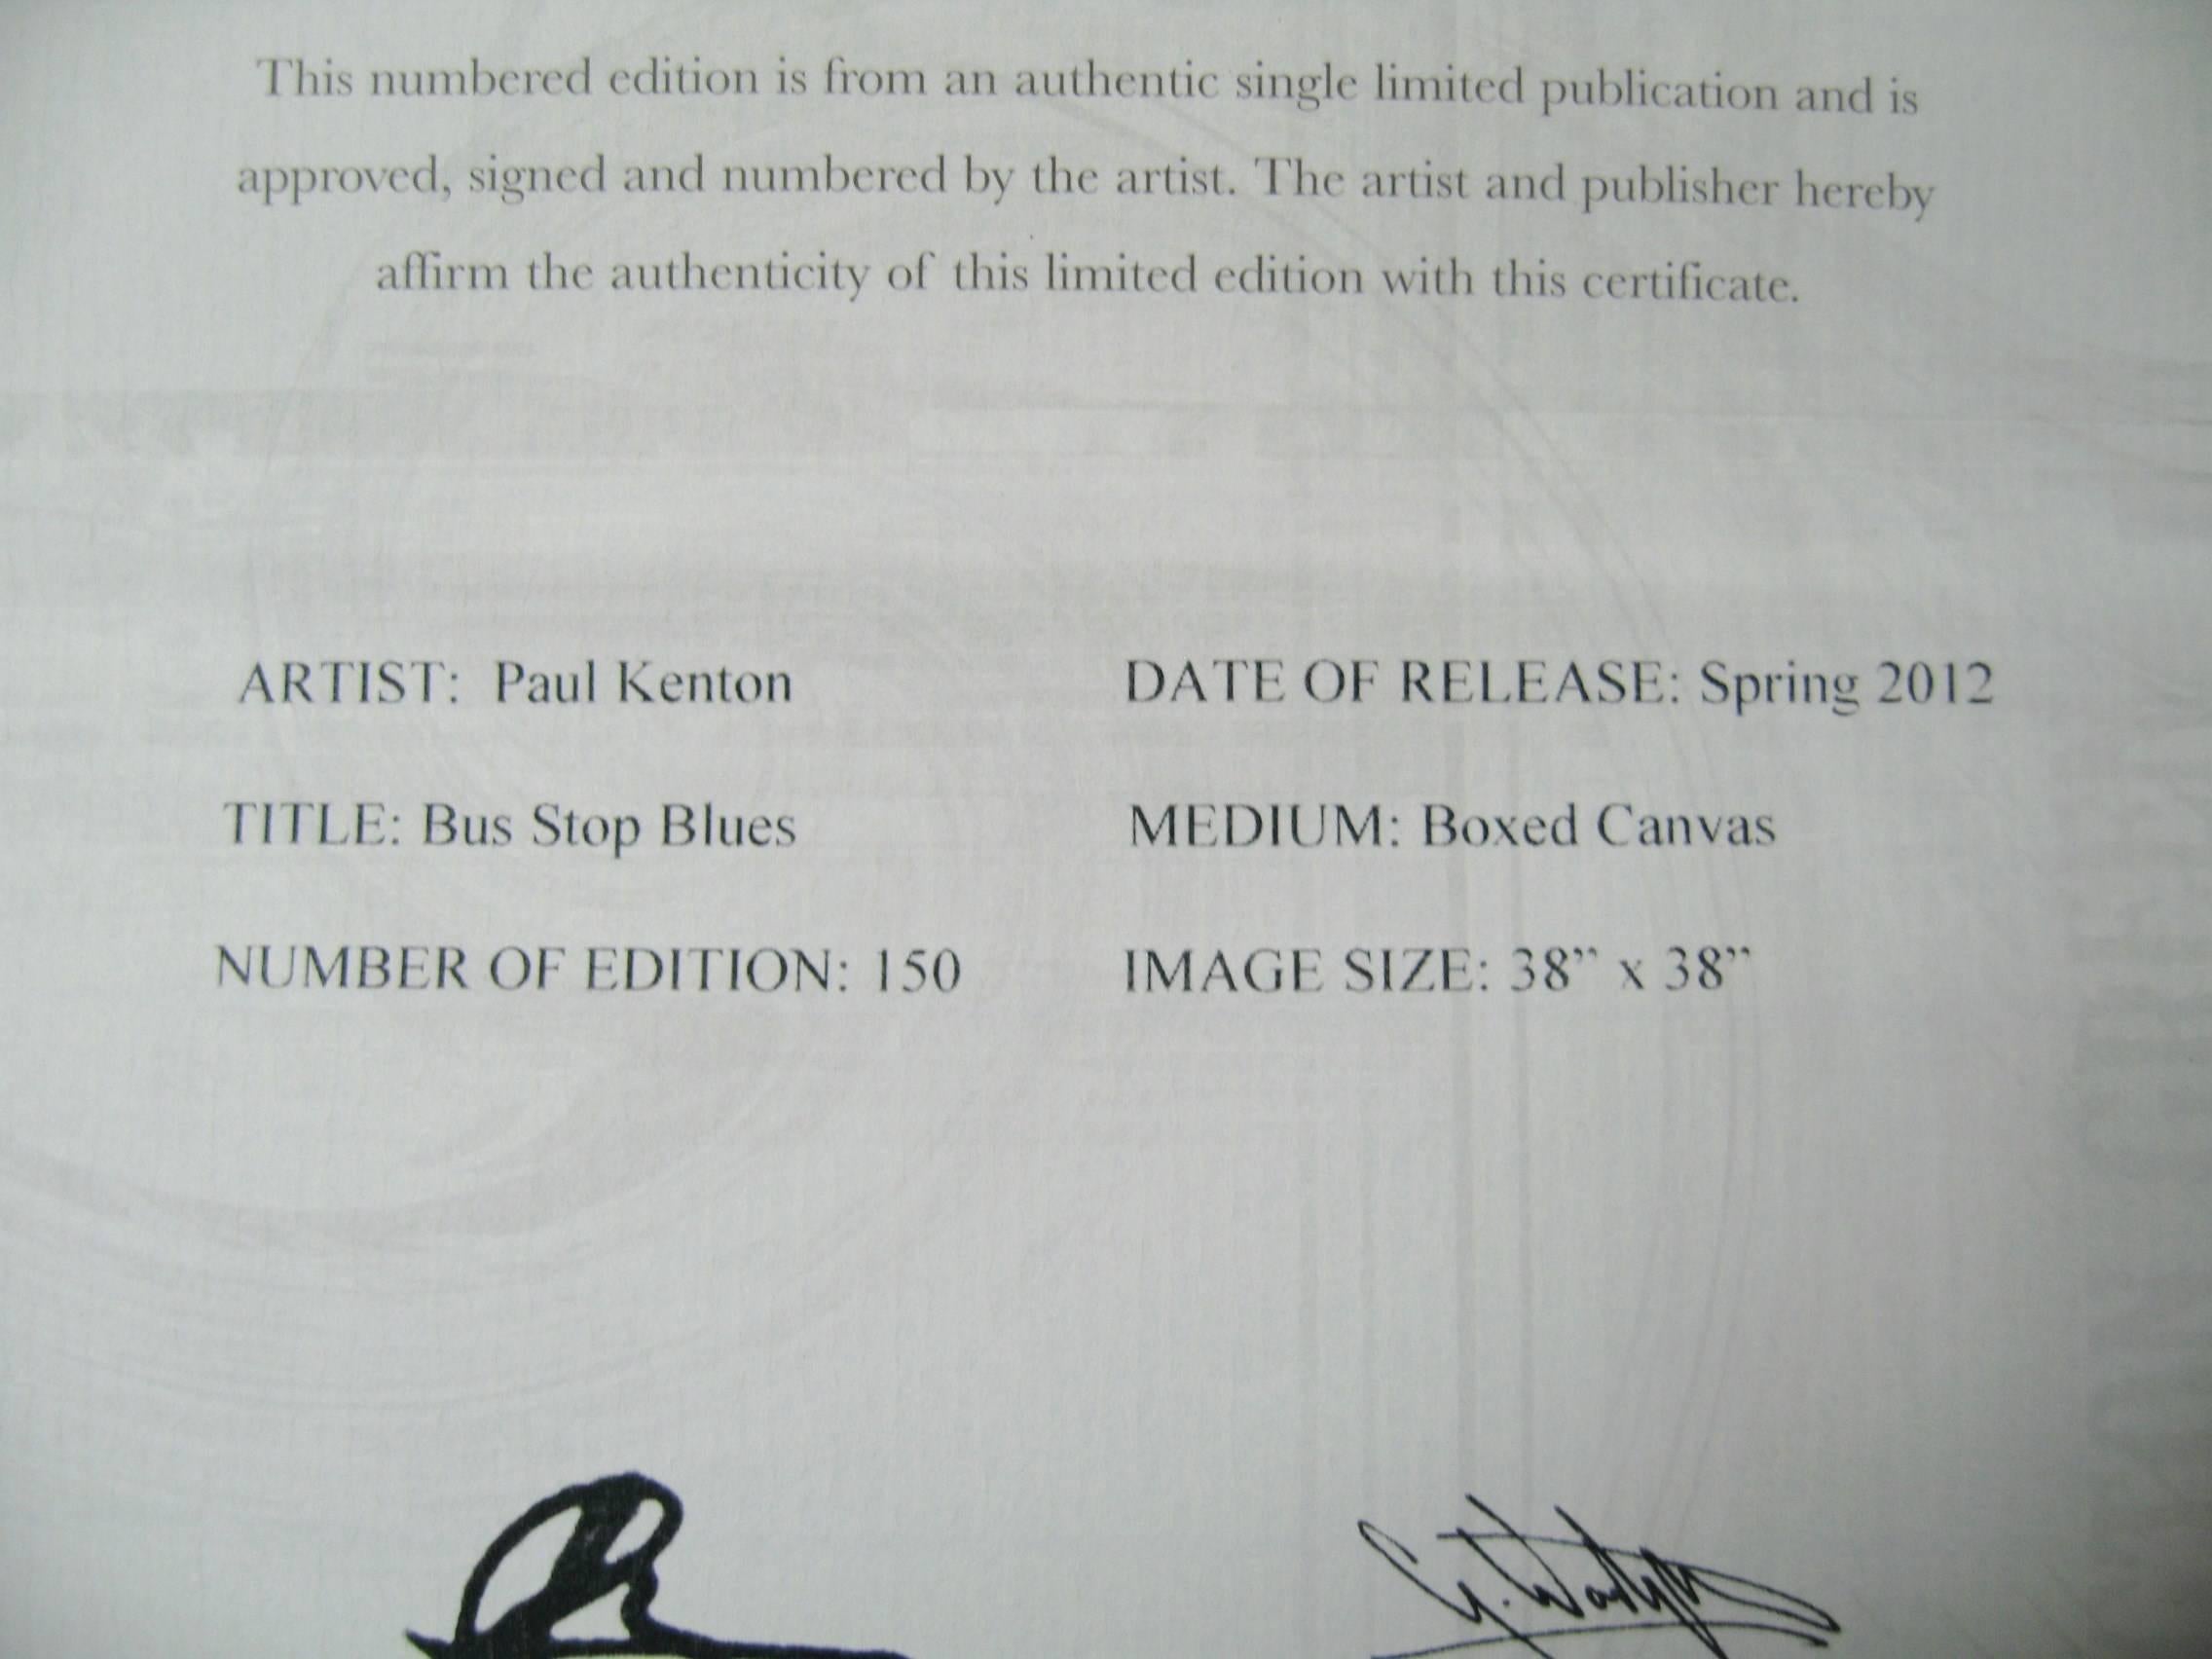 This numbered edition is from an authentic single limited publication and is
approved, signed and numbered by the artist. The artist and publisher hereby
affirm the authenticity of this limited edition with this certificate.
ARTIST: Paul Kenton
DATE OF RELEASE: Spring 2012
TITLE: Bus Stop Blues
MEDIUM: Boxed Canvas
NUMBER OF EDITION: 150
IMAGE SIZE: 38” x 38”